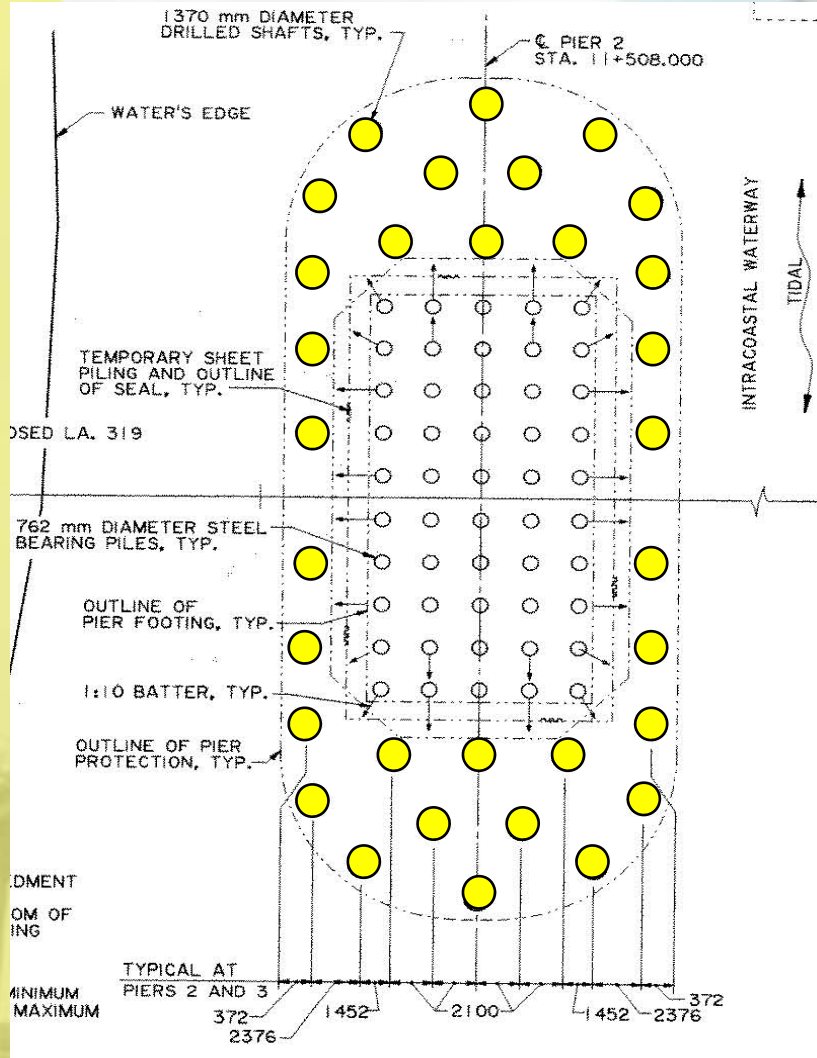 1370 mm DIAMETER
DRILLED SHAFTS, TYP.
℄ PIER 2
STA. 11+508.000
WATER'S EDGE
INTRACOASTAL WATERWAY
TIDAL
TEMPORARY SHEET
PILING AND OUTLINE
OF SEAL, TYP.
OSED LA. 319
762 mm DIAMETER STEEL
BEARING PILES, TYP.
OUTLINE OF
PIER FOOTING, TYP.
1:10 BATTER, TYP.
OUTLINE OF PIER
PROTECTION, TYP.
EDMENT
OM OF
ING
TYPICAL AT
PIERS 2 AND 3
MINIMUM
MAXIMUM
372
2376
1452
2100
1452
2376
372